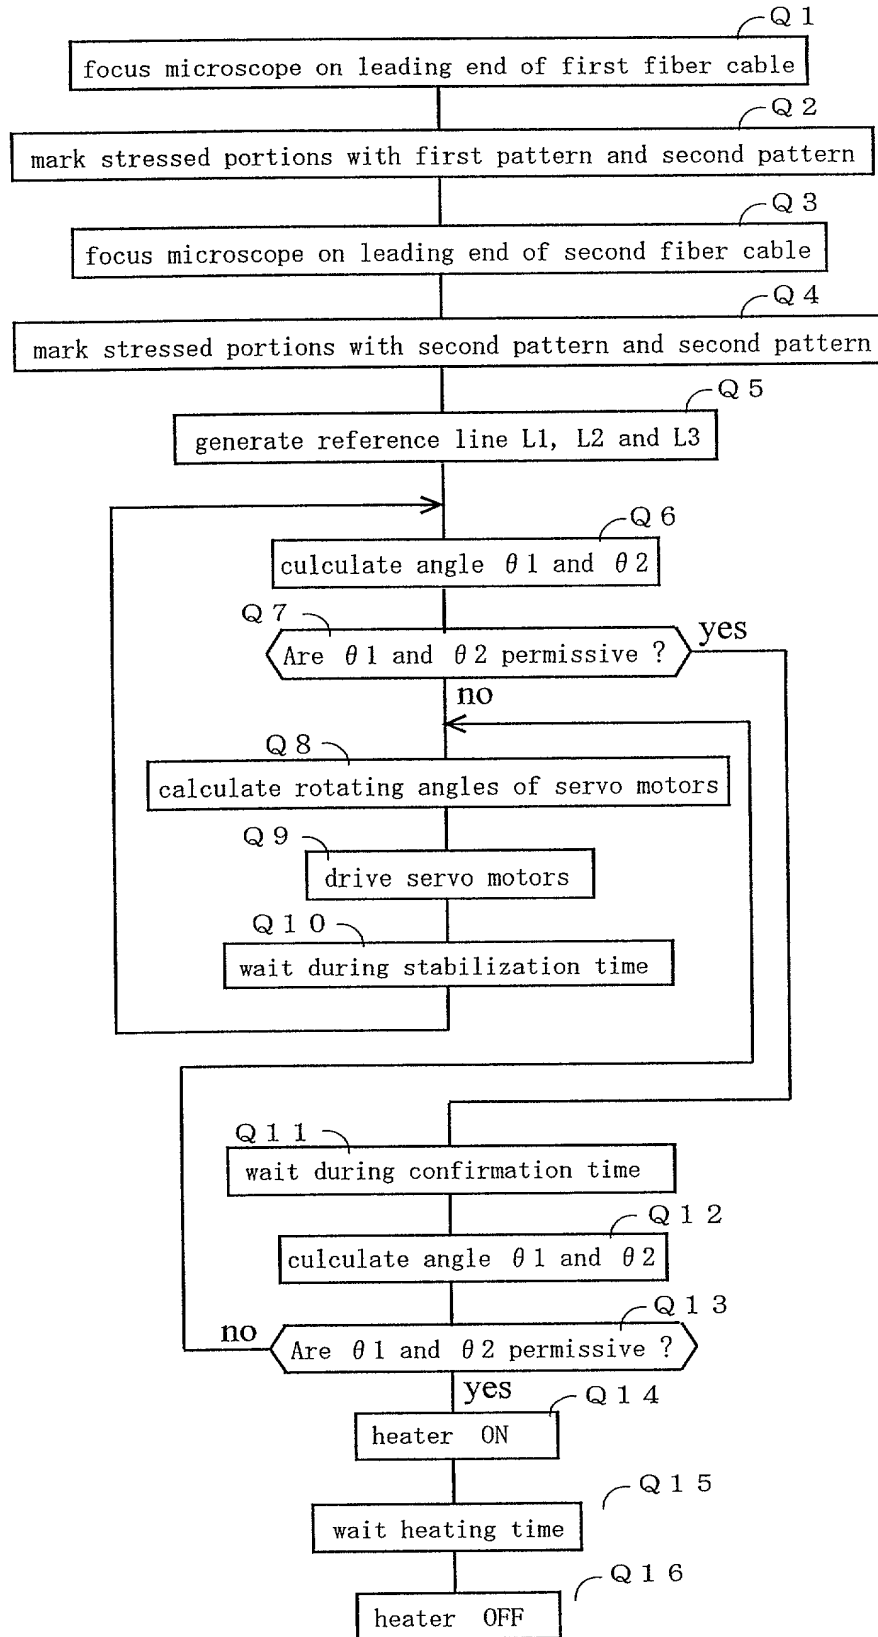 Q1
focus microscope on leading end of first fiber cable
Q2
mark stressed portions with first pattern and second pattern
Q3
focus microscope on leading end of second fiber cable
Q4
mark stressed portions with second pattern and second pattern
Q5
generate reference line L1, L2 and L3
Q6
culculate angle θ1 and θ2
Q7
yes
Are θ1 and θ2 permissive ?
no
Q8
calculate rotating angles of servo motors
Q9
drive servo motors
Q10
wait during stabilization time
Q11
wait during confirmation time
Q12
culculate angle θ1 and θ2
Q13
no
Are θ1 and θ2 permissive ?
yes
Q14
heater ON
Q15
wait heating time
Q16
heater OFF